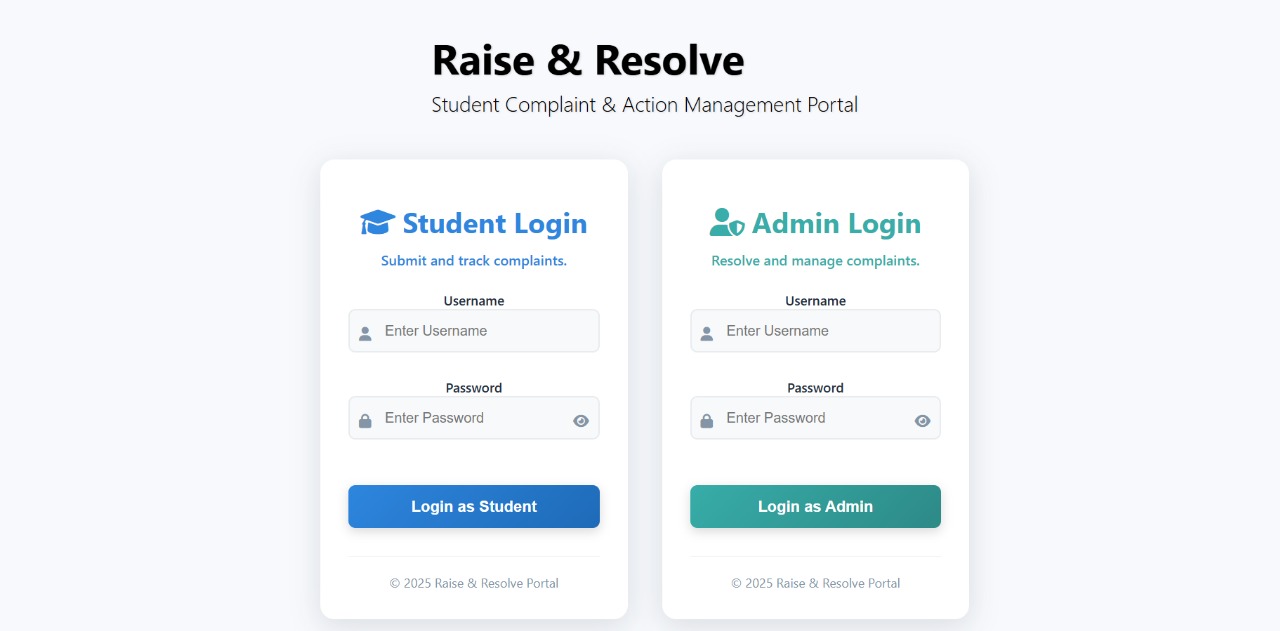 Raise & Resolve
Student Complaint & Action Management Portal
Student Login
Submit and track complaints.
Username
Enter Username
Password
Enter Password
Login as Student
© 2025 Raise & Resolve Portal
Admin Login
Resolve and manage complaints.
Username
Enter Username
Password
Enter Password
Login as Admin
© 2025 Raise & Resolve Portal